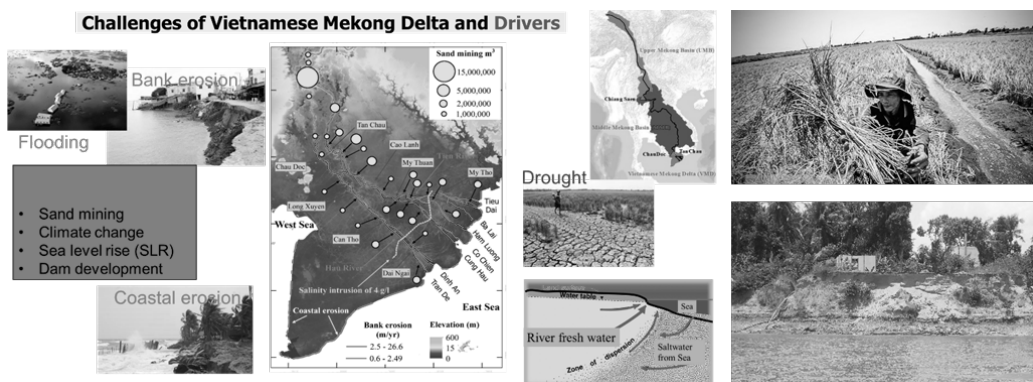 Challenges of Vietnamese Mekong Delta and Drivers
Flooding
Bank erosion
• Sand mining
• Climate change
• Sea level rise (SLR)
• Dam development
Coastal erosion
Sand mining m³
15,000,000
5,000,000
2,000,000
1,000,000
Tan Chau
Cao Lanh
Chau Doc
My Thuan
My Tho
Long Xuyen
Tieu
Dai
West Sea
Ba Lai
Ham Luong
Can Tho
Co Chien
Cung Hau
Hau River
Dai Ngai
Dinh An
Tran De
Salinity intrusion of 4 g/l
East Sea
Coastal erosion
Bank erosion
(m/yr)
2.5 - 26.6
0.6 - 2.49
Elevation (m)
600
15
0
Upper Mekong Basin (UMB)
Chiang Saen
Middle Mekong Basin
Chau Doc
Tan Chau
Vietnamese Mekong Delta (VMD)
Drought
Land surface
Water table
Sea
River fresh water
Saltwater
from Sea
Zone of dispersion